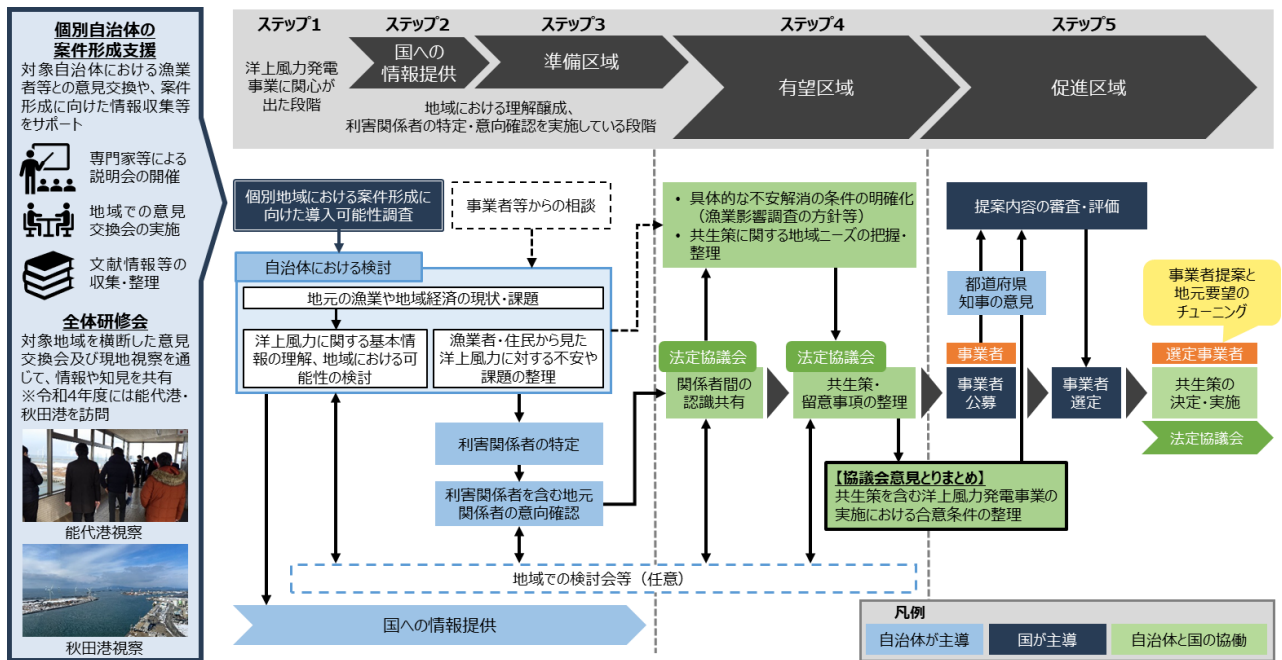 個別自治体の
案件形成支援
対象自治体における漁業
者等との意見交換や、案件
形成に向けた情報収集等
をサポート
専門家等による
説明会の開催
地域での意見
交換会の実施
文献情報等の
収集・整理
全体研修会
対象地域を横断した意見
交換会及び現地視察を通
じて、情報や知見を共有
※令和4年度には能代港・
秋田港を訪問
能代港視察
秋田港視察
ステップ1
ステップ2
ステップ3
ステップ4
ステップ5
洋上風力発電
事業に関心が
出た段階
国への
情報提供
準備区域
有望区域
促進区域
地域における理解醸成、
利害関係者の特定・意向確認を実施している段階
個別地域における案件形成に
向けた導入可能性調査
事業者等からの相談
自治体における検討
地元の漁業や地域経済の現状・課題
洋上風力に関する基本情
報の理解、地域における可
能性の検討
漁業者・住民から見た
洋上風力に対する不安や
課題の整理
利害関係者の特定
利害関係者を含む地元
関係者の意向確認
地域での検討会等（任意）
国への情報提供
• 具体的な不安解消の条件の明確化
（漁業影響調査の方針等）
• 共生策に関する地域ニーズの把握・
整理
法定協議会
関係者間の
認識共有
法定協議会
共生策・
留意事項の整理
【協議会意見とりまとめ】
共生策を含む洋上風力発電事業の
実施における合意条件の整理
提案内容の審査・評価
都道府県
知事の意見
事業者
事業者
公募
事業者
選定
事業者提案と
地元要望の
チューニング
選定事業者
共生策の
決定・実施
法定協議会
凡例
自治体が主導
国が主導
自治体と国の協働